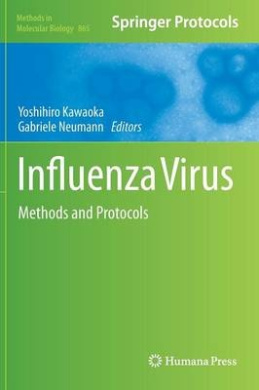 Methods in
Molecular Biology 865
Springer Protocols
Yoshihiro Kawaoka
Gabriele Neumann Editors
Influenza Virus
Methods and Protocols
Humana Press